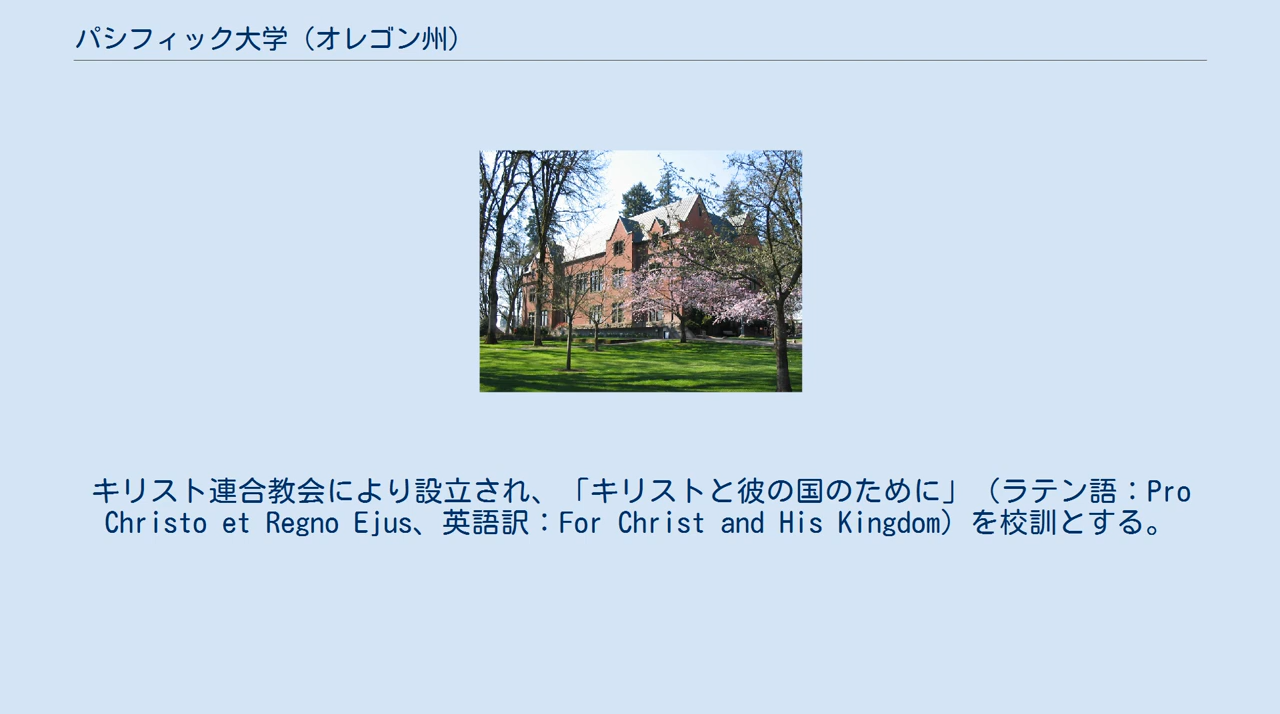 パシフィック大学（オレゴン州）
キリスト連合教会により設立され、「キリストと彼の国のために」（ラテン語：Pro
Christo et Regno Ejus、英語訳：For Christ and His Kingdom）を校訓とする。